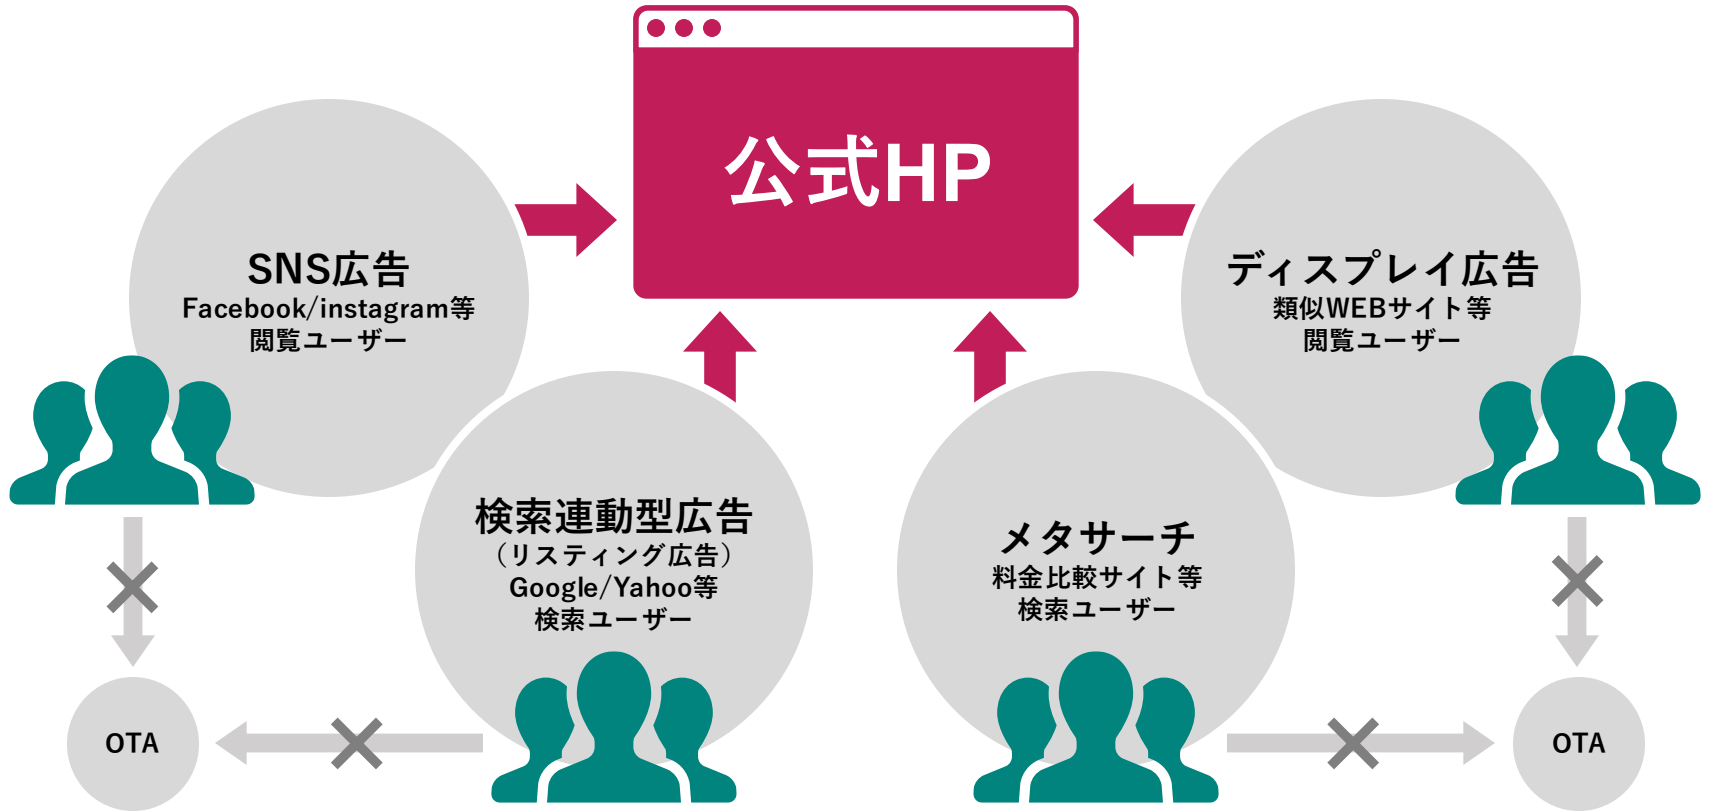 公式HP
SNS広告
Facebook/instagram等
閲覧ユーザー
ディスプレイ広告
類似WEBサイト等
閲覧ユーザー
検索連動型広告
（リスティング広告）
Google/Yahoo等
検索ユーザー
メタサーチ
料金比較サイト等
検索ユーザー
OTA
OTA